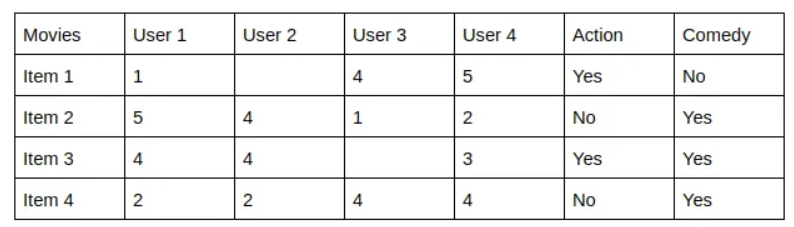 Movies User 1 User 2 User 3 User 4 Action Comedy
Item 1 1 4 5 Yes No
Item 2 5 4 1 2 No Yes
Item 3 4 4 3 Yes Yes
Item 4 2 2 4 4 No Yes